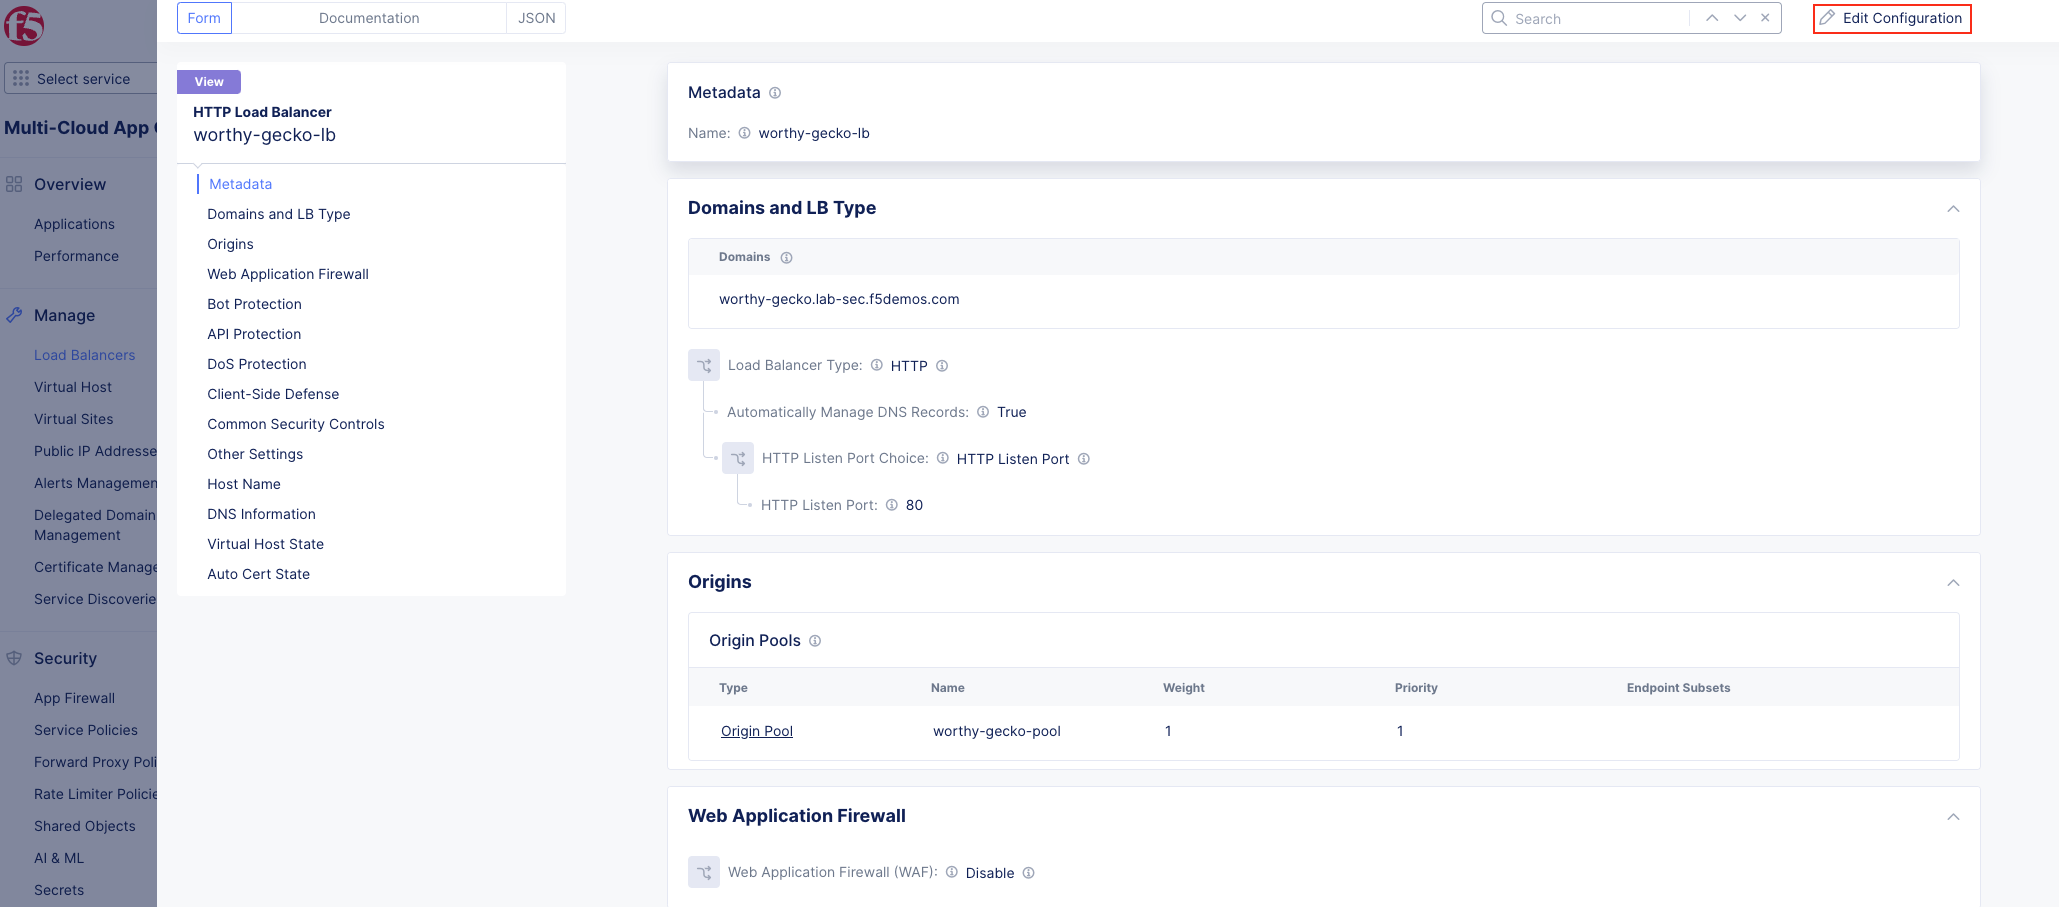 f5
Form
Documentation
JSON
Search
Edit Configuration
Select service
Multi-Cloud App
Overview
Applications
Performance
Manage
Load Balancers
Virtual Host
Virtual Sites
Public IP Addresse
Alerts Managemen
Delegated Domain
Management
Certificate Manage
Service Discoverie
Security
App Firewall
Service Policies
Forward Proxy Poli
Rate Limiter Policie
Shared Objects
AI & ML
Secrets
View
HTTP Load Balancer
worthy-gecko-lb
Metadata
Domains and LB Type
Origins
Web Application Firewall
Bot Protection
API Protection
DoS Protection
Client-Side Defense
Common Security Controls
Other Settings
Host Name
DNS Information
Virtual Host State
Auto Cert State
Metadata
Name: worthy-gecko-lb
Domains and LB Type
Domains
worthy-gecko.lab-sec.f5demos.com
Load Balancer Type: HTTP
Automatically Manage DNS Records: True
HTTP Listen Port Choice: HTTP Listen Port
HTTP Listen Port: 80
Origins
Origin Pools
Type Name Weight Priority Endpoint Subsets
Origin Pool worthy-gecko-pool 1 1
Web Application Firewall
Web Application Firewall (WAF): Disable